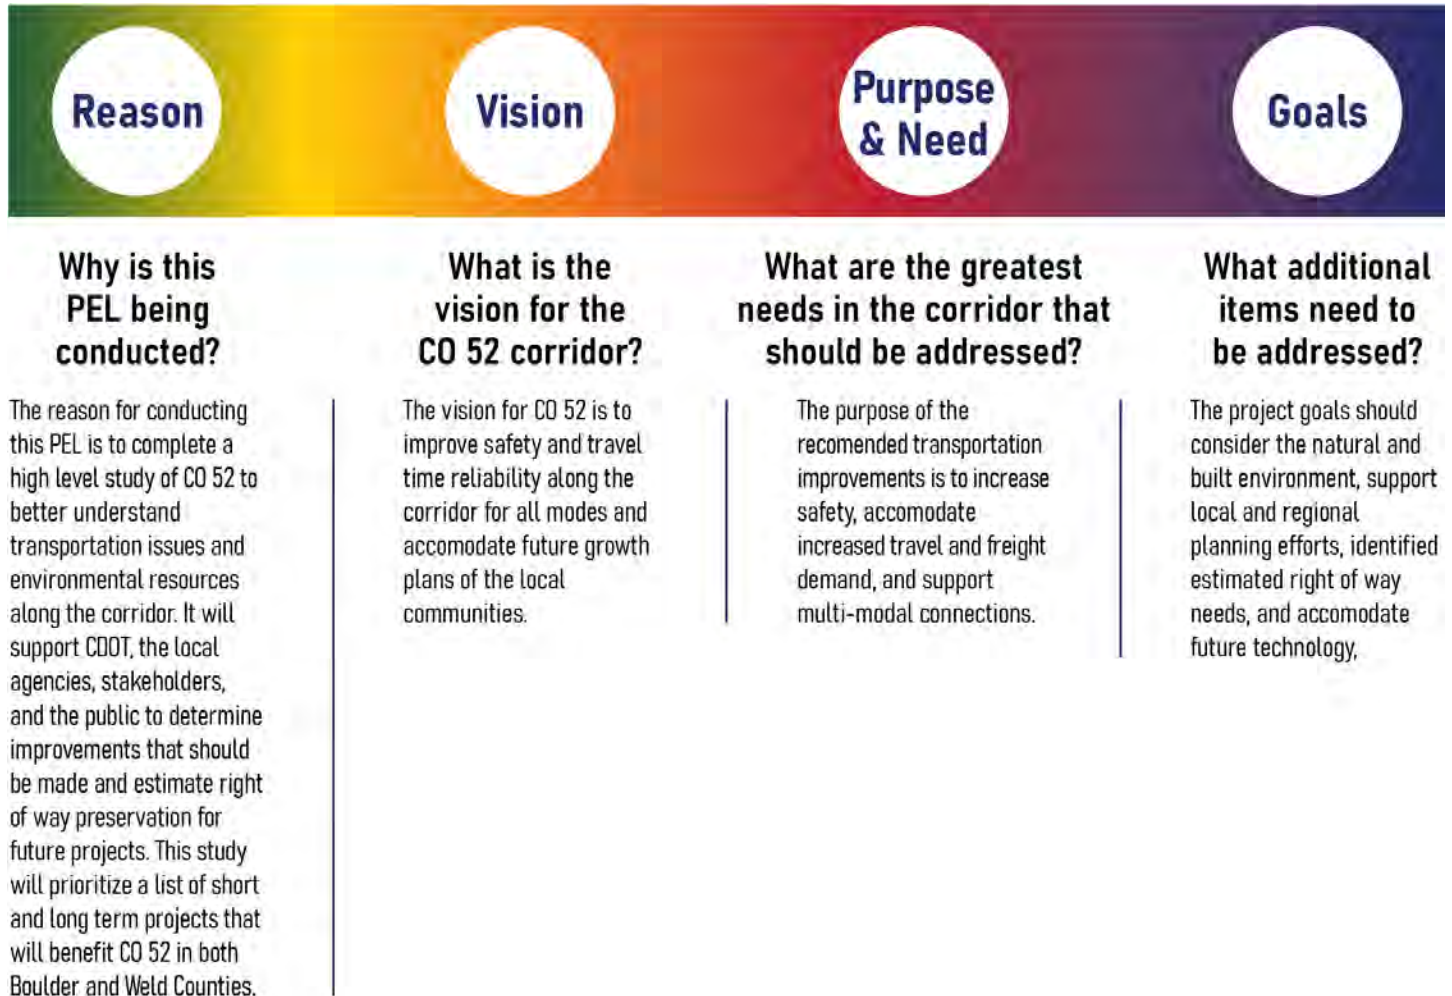 Reason
Vision
Purpose
& Need
Goals
Why is this
PEL being
conducted?
The reason for conducting
this PEL is to complete a
high level study of CO 52 to
better understand
transportation issues and
environmental resources
along the corridor. It will
support CDOT, the local
agencies, stakeholders,
and the public to determine
improvements that should
be made and estimate right
of way preservation for
future projects. This study
will prioritize a list of short
and long term projects that
will benefit CO 52 in both
Boulder and Weld Counties.
What is the
vision for the
CO 52 corridor?
The vision for CO 52 is to
improve safety and travel
time reliability along the
corridor for all modes and
accomodate future growth
plans of the local
communities.
What are the greatest
needs in the corridor that
should be addressed?
The purpose of the
recomended transportation
improvements is to increase
safety, accomodate
increased travel and freight
demand, and support
multi-modal connections.
What additional
items need to
be addressed?
The project goals should
consider the natural and
built environment, support
local and regional
planning efforts, identified
estimated right of way
needs, and accomodate
future technology,